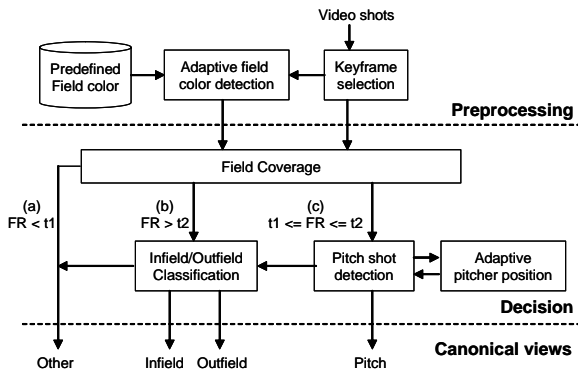 Video shots
Predefined
Field color
Adaptive field
color detection
Keyframe
selection
Preprocessing
Field Coverage
(a)
FR < t1
(b)
FR > t2
(c)
t1 <= FR <= t2
Infield/Outfield
Classification
Pitch shot
detection
Adaptive
pitcher position
Decision
Canonical views
Other
Infield
Outfield
Pitch